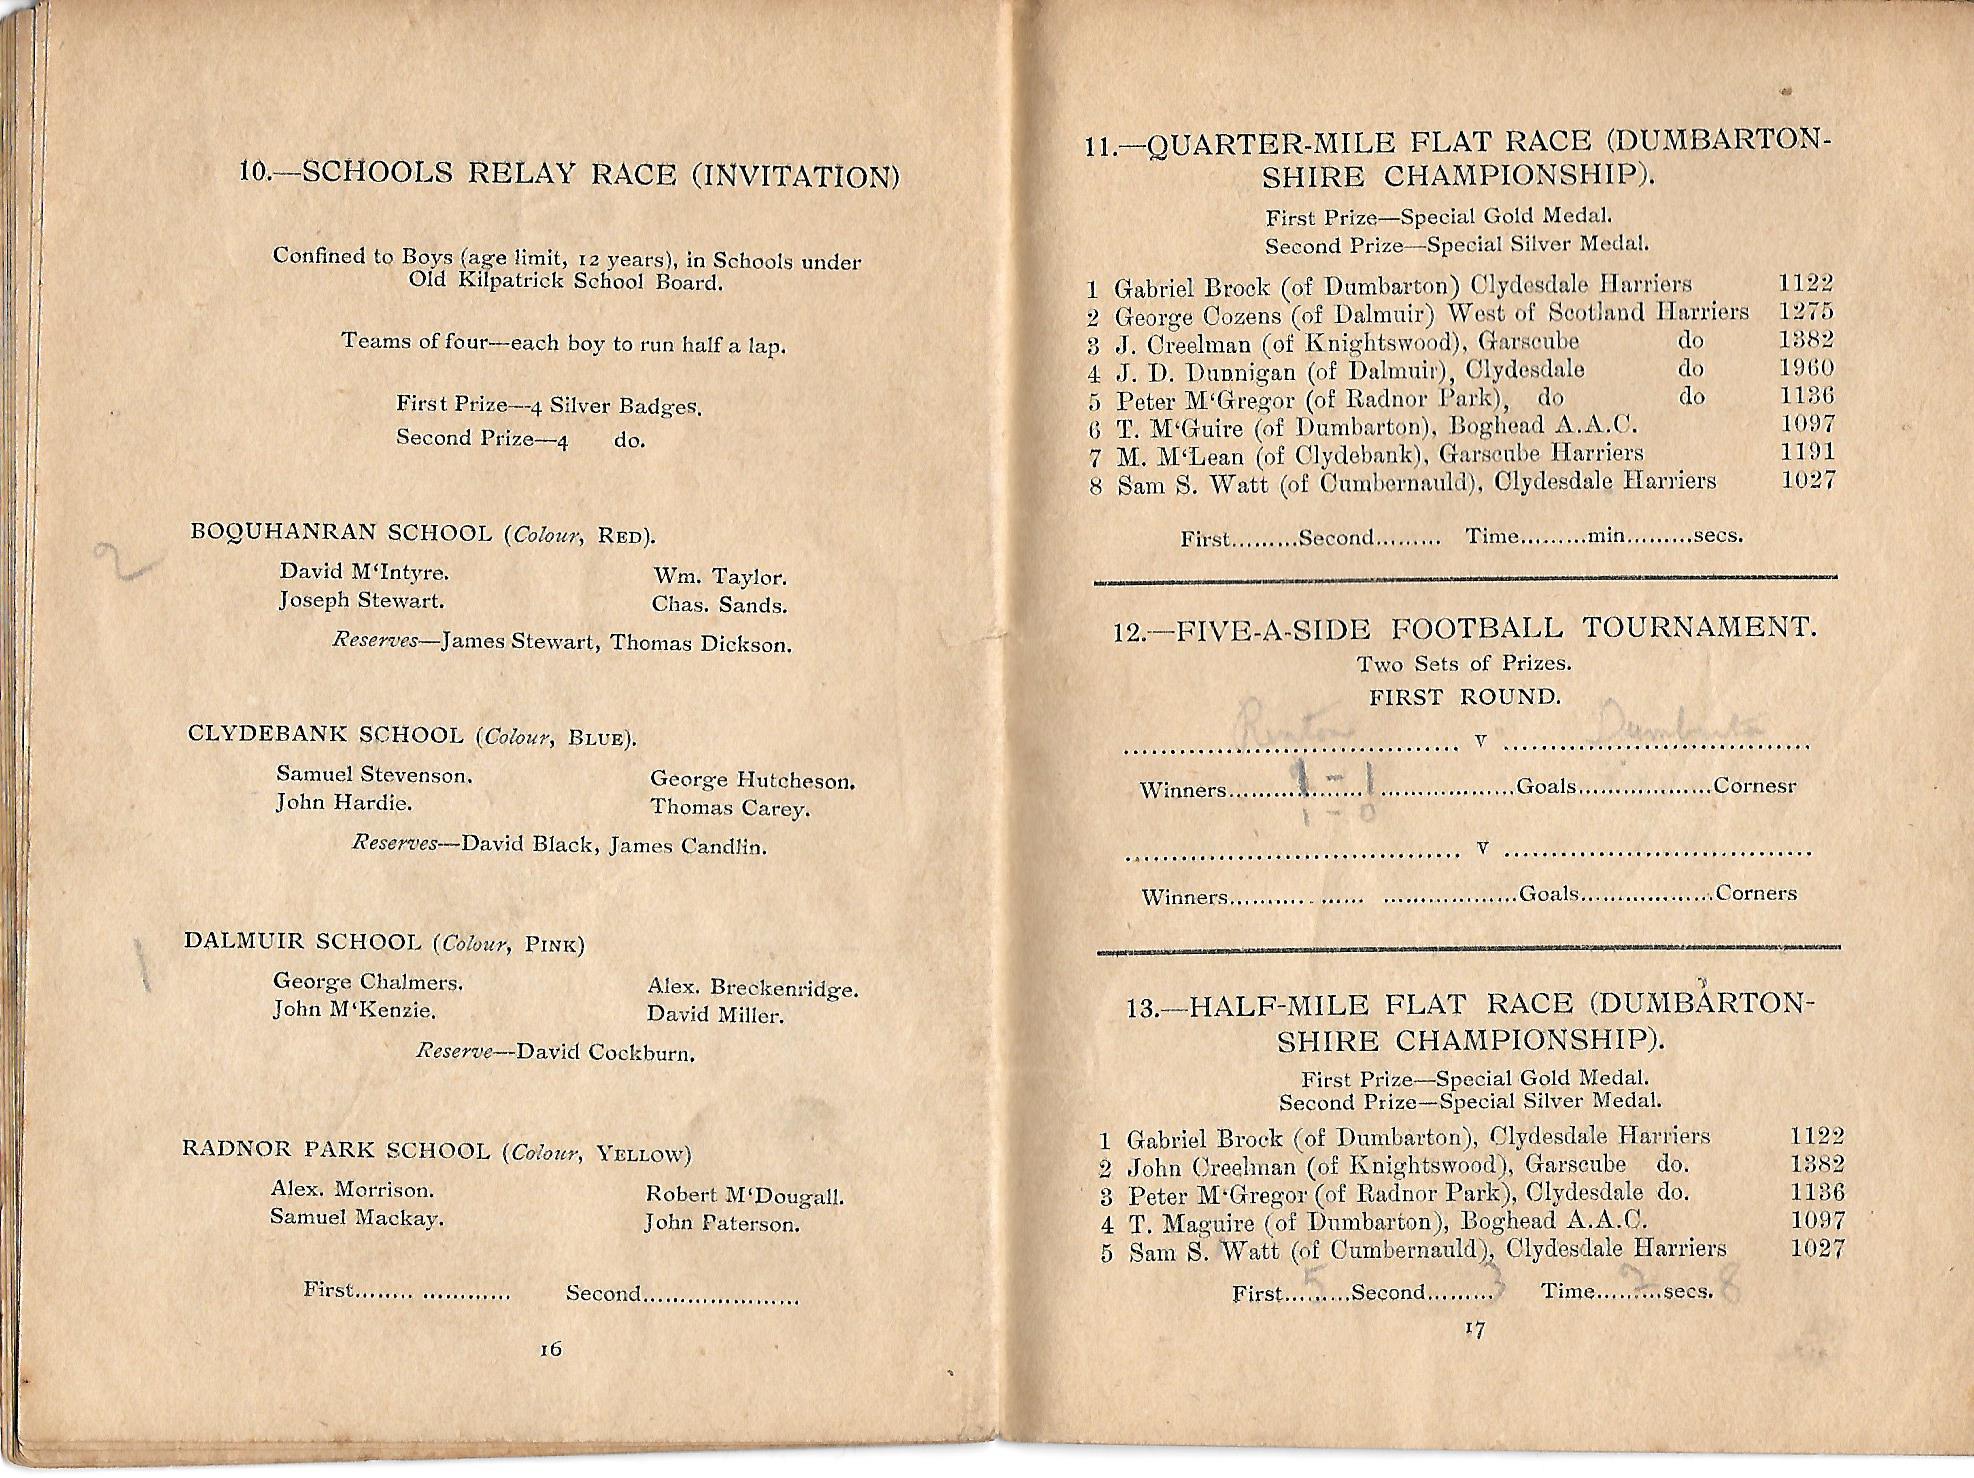 10.—SCHOOLS RELAY RACE (INVITATION)
Confined to Boys (age limit, 12 years), in Schools under
Old Kilpatrick School Board.
Teams of four—each boy to run half a lap.
First Prize—4 Silver Badges.
Second Prize—4 do.
BOQUHANRAN SCHOOL (Colour, RED).
2
David M‘Intyre. Wm. Taylor.
Joseph Stewart. Chas. Sands.
Reserves—James Stewart, Thomas Dickson.
CLYDEBANK SCHOOL (Colour, BLUE).
Samuel Stevenson. George Hutcheson.
John Hardie. Thomas Carey.
Reserves—David Black, James Candlin.
DALMUIR SCHOOL (Colour, PINK)
1
George Chalmers. Alex. Breckenridge.
John M‘Kenzie. David Miller.
Reserve—David Cockburn.
RADNOR PARK SCHOOL (Colour, YELLOW)
Alex. Morrison. Robert M‘Dougall.
Samuel Mackay. John Paterson.
First........ ............ Second.....................
16
11.—QUARTER-MILE FLAT RACE (DUMBARTON-
SHIRE CHAMPIONSHIP).
First Prize—Special Gold Medal.
Second Prize—Special Silver Medal.
1 Gabriel Brock (of Dumbarton) Clydesdale Harriers 1122
2 George Cozens (of Dalmuir) West of Scotland Harriers 1275
3 J. Creelman (of Knightswood), Garscube do 1382
4 J. D. Dunnigan (of Dalmuir), Clydesdale do 1960
5 Peter M‘Gregor (of Radnor Park), do do 1136
6 T. M‘Guire (of Dumbarton), Boghead A.A.C. 1097
7 M. M‘Lean (of Clydebank), Garscube Harriers 1191
8 Sam S. Watt (of Cumbernauld), Clydesdale Harriers 1027
First.........Second......... Time.........min.........secs.
12.—FIVE-A-SIDE FOOTBALL TOURNAMENT.
Two Sets of Prizes.
FIRST ROUND.
Renton v Dumbarton
Winners.........1 - 1..................Goals..................Cornesr
1 - 0
............................................. v .........................................
Winners........... ...... ..................Goals..................Corners
13.—HALF-MILE FLAT RACE (DUMBARTON-
SHIRE CHAMPIONSHIP).
First Prize—Special Gold Medal.
Second Prize—Special Silver Medal.
1 Gabriel Brock (of Dumbarton), Clydesdale Harriers 1122
2 John Creelman (of Knightswood), Garscube do. 1382
3 Peter M‘Gregor (of Radnor Park), Clydesdale do. 1136
4 T. Maguire (of Dumbarton), Boghead A.A.C. 1097
5 Sam S. Watt (of Cumbernauld), Clydesdale Harriers 1027
First....5.....Second.........3 Time....2.....secs. 8
17